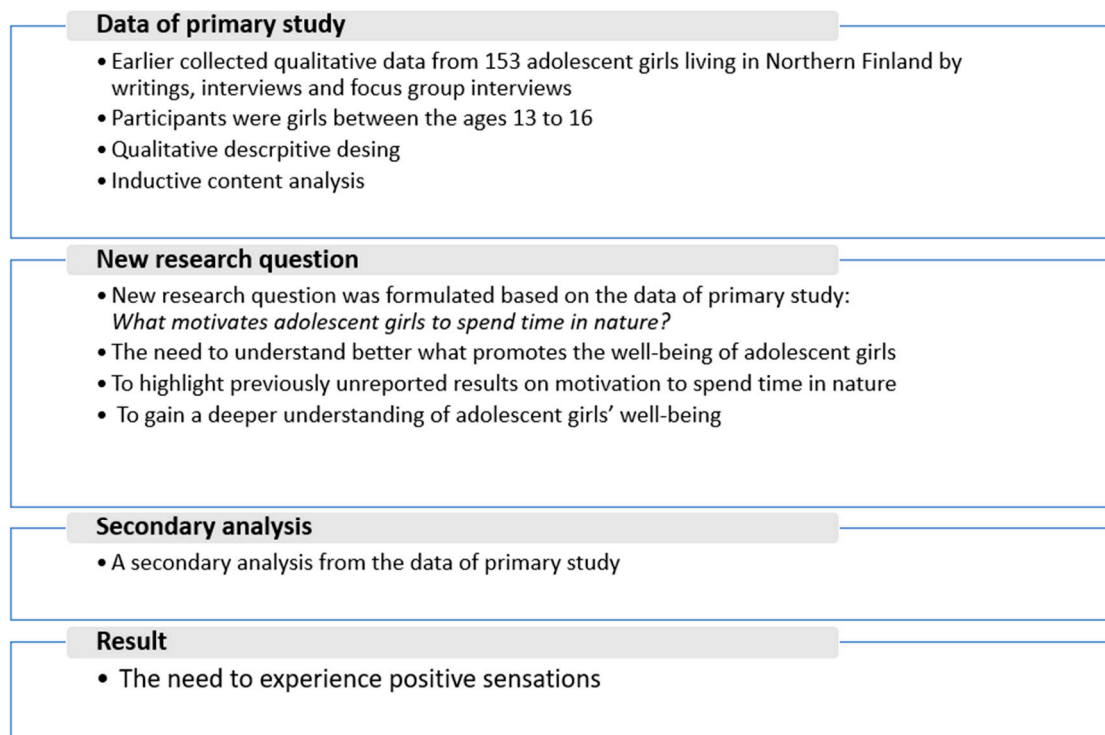 Data of primary study
• Earlier collected qualitative data from 153 adolescent girls living in Northern Finland by
writings, interviews and focus group interviews
• Participants were girls between the ages 13 to 16
• Qualitative descrpitive desing
• Inductive content analysis
New research question
• New research question was formulated based on the data of primary study:
What motivates adolescent girls to spend time in nature?
• The need to understand better what promotes the well-being of adolescent girls
• To highlight previously unreported results on motivation to spend time in nature
• To gain a deeper understanding of adolescent girls’ well-being
Secondary analysis
• A secondary analysis from the data of primary study
Result
• The need to experience positive sensations